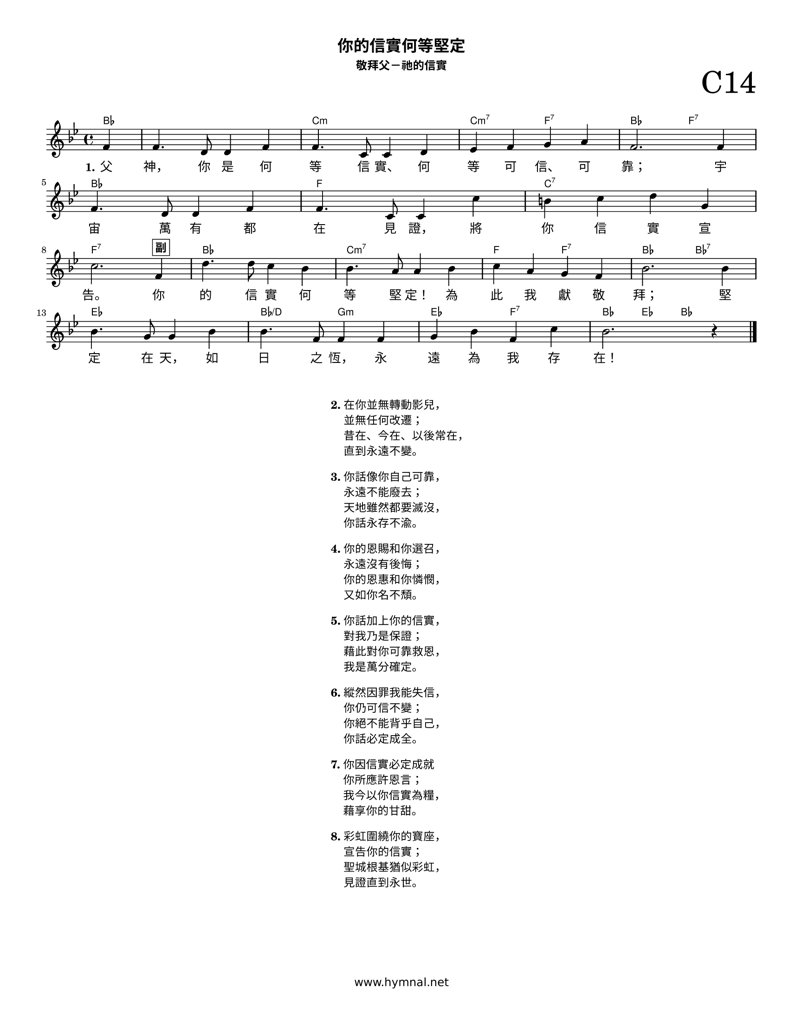 你的信實何等堅定
敬拜父－祂的信實
C14
B♭ Cm Cm7 F7 B♭ F7
1. 父 神， 你 是 何 等 信 實、 何 等 可 信、 可 靠； 宇
5 B♭ F C7
宙 萬 有 都 在 見 證， 將 你 信 實 宣
8 F7 副 B♭ Cm7 F F7 B♭ B♭7
告。 你 的 信 實 何 等 堅 定！ 為 此 我 獻 敬 拜； 堅
13 E♭ B♭/D Gm E♭ F7 B♭ E♭ B♭
定 在 天， 如 日 之 恆， 永 遠 為 我 存 在！
2. 在你並無轉動影兒，
並無任何改遷；
昔在、今在、以後常在，
直到永遠不變。
3. 你話像你自己可靠，
永遠不能廢去；
天地雖然都要滅沒，
你話永存不渝。
4. 你的恩賜和你選召，
永遠沒有後悔；
你的恩惠和你憐憫，
又如你名不頹。
5. 你話加上你的信實，
對我乃是保證；
藉此對你可靠救恩，
我是萬分確定。
6. 縱然因罪我能失信，
你仍可信不變；
你絕不能背乎自己，
你話必定成全。
7. 你因信實必定成就
你所應許恩言；
我今以你信實為糧，
藉享你的甘甜。
8. 彩虹圍繞你的寶座，
宣告你的信實；
聖城根基猶似彩虹，
見證直到永世。
www.hymnal.net